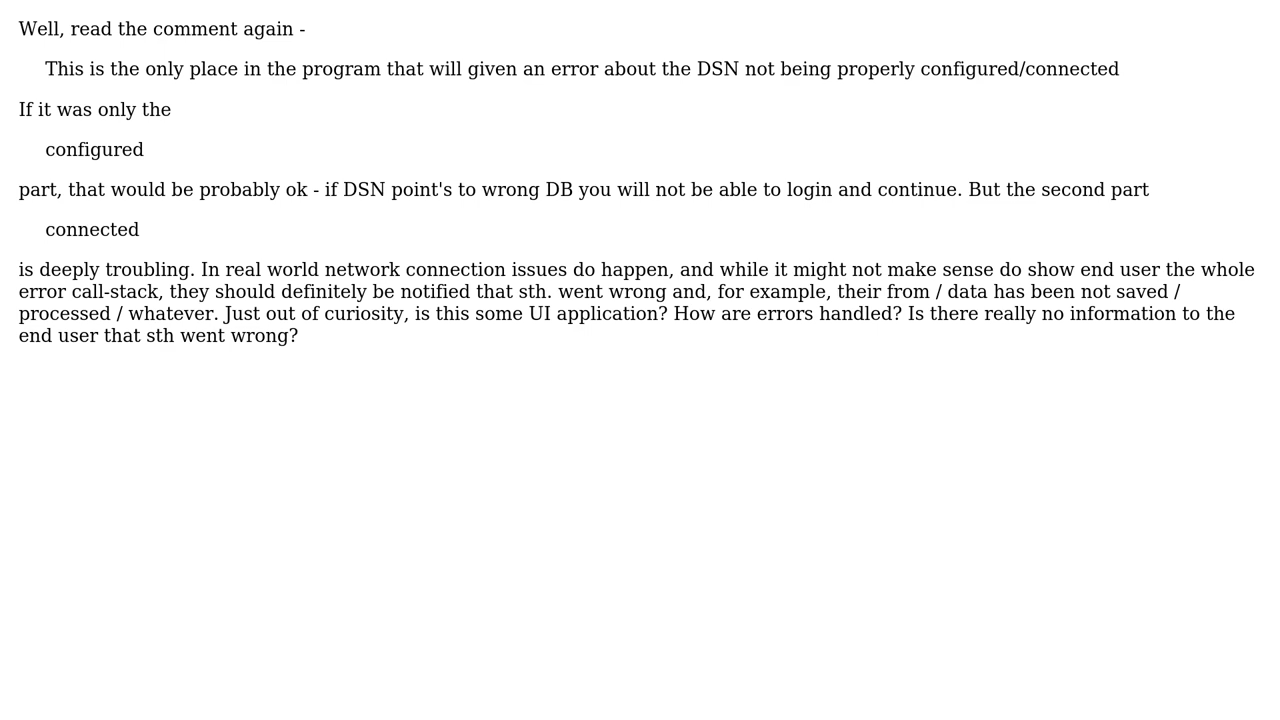 Well, read the comment again -
This is the only place in the program that will given an error about the DSN not being properly configured/connected
If it was only the
configured
part, that would be probably ok - if DSN point's to wrong DB you will not be able to login and continue. But the second part
connected
is deeply troubling. In real world network connection issues do happen, and while it might not make sense do show end user the whole
error call-stack, they should definitely be notified that sth. went wrong and, for example, their from / data has been not saved /
processed / whatever. Just out of curiosity, is this some UI application? How are errors handled? Is there really no information to the
end user that sth went wrong?